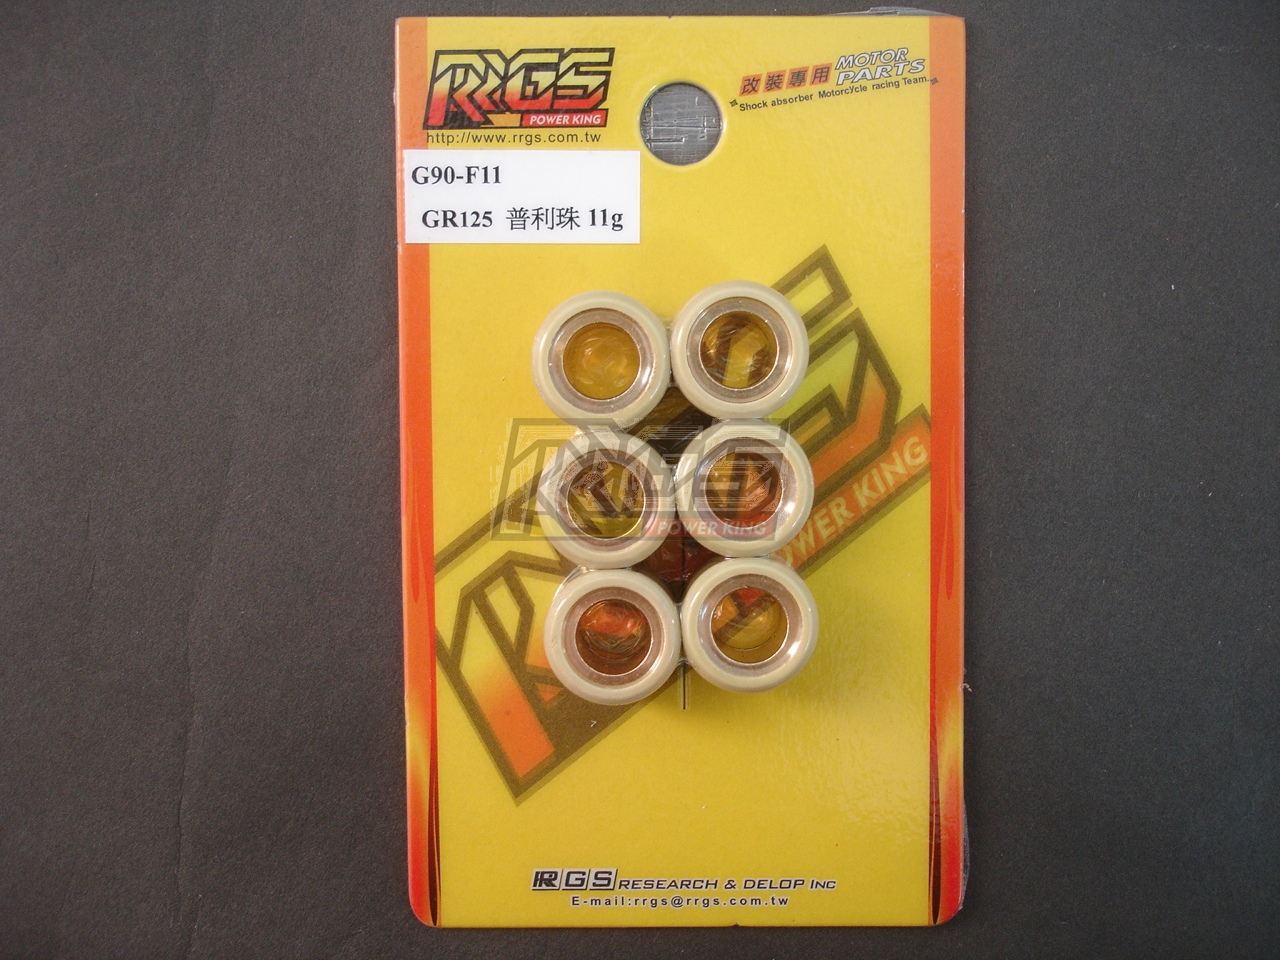 RRGS
POWER KING
http://www.rrgs.com.tw
改裝專用 MOTOR PARTS
Shock absorber MotorcYcle racing Team.
G90-F11
GR125 普利珠 11g
RRGS
POWER KING
POWER KING
RRGS RESEARCH & DELOP INC
E-mail:rrgs@rrgs.com.tw